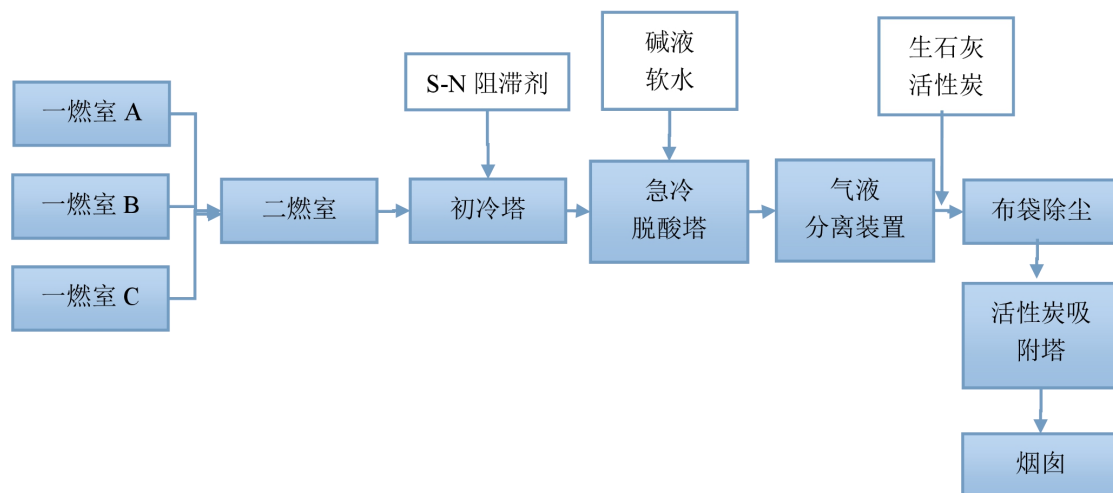 碱液
软水
生石灰
活性炭
S-N 阻滞剂
一燃室 A
一燃室 B
一燃室 C
二燃室
初冷塔
急冷
脱酸塔
气液
分离装置
布袋除尘
活性炭吸
附塔
烟囱